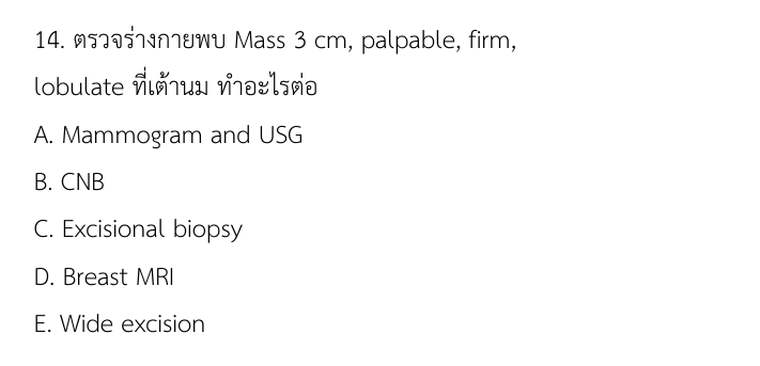 14. ตรวจร่างกายพบ Mass 3 cm, palpable, firm,
lobulate ที่เต้านม ทำอะไรต่อ
A. Mammogram and USG
B. CNB
C. Excisional biopsy
D. Breast MRI
E. Wide excision